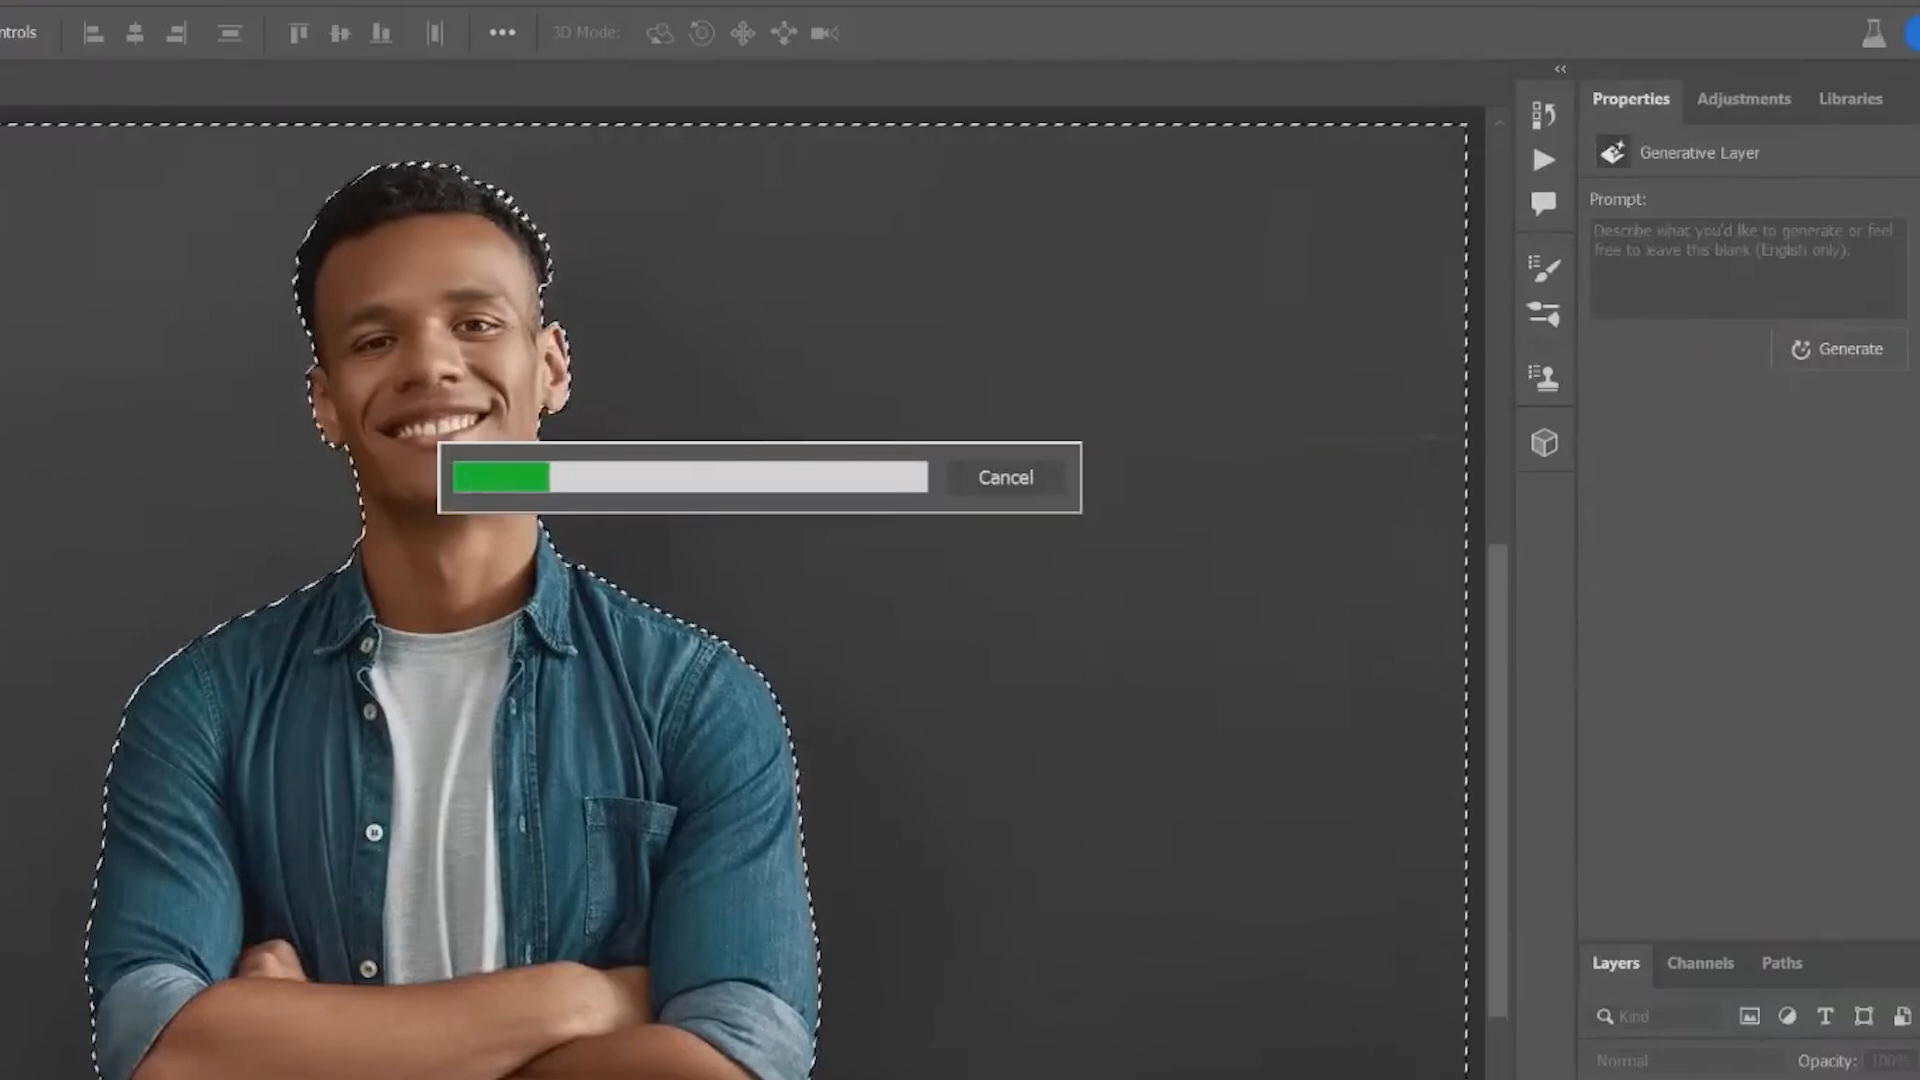 ntrols
3D Mode:
Properties Adjustments Libraries
Generative Layer
Prompt:
Describe what you'd like to generate or feel
free to leave this blank (English only).
Generate
Cancel
Layers Channels Paths
Kind
Normal Opacity: 100%